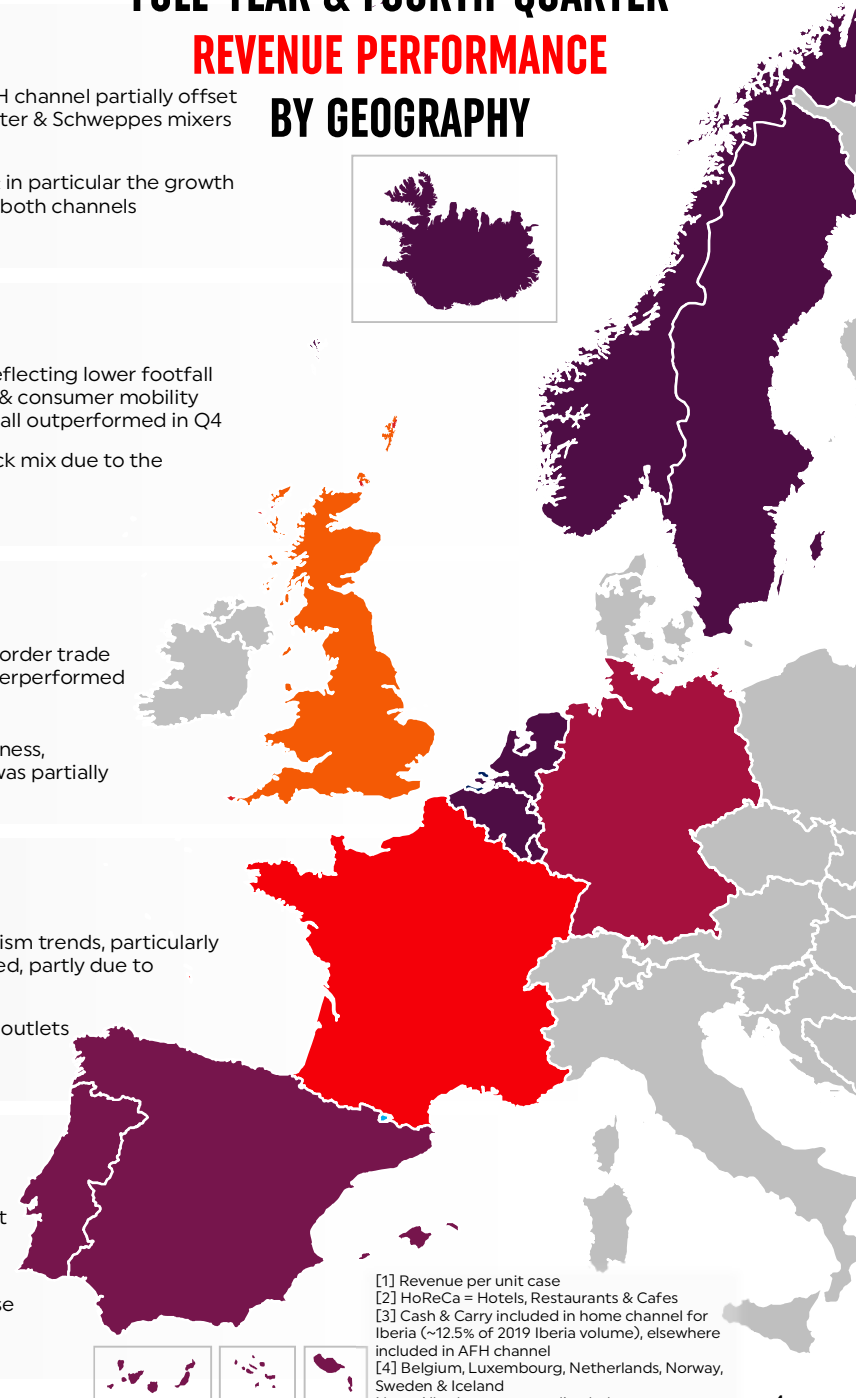 FULL-YEAR & FOURTH-QUARTER
REVENUE PERFORMANCE
BY GEOGRAPHY
H channel partially offset
ter & Schweppes mixers
in particular the growth
both channels
eflecting lower footfall
& consumer mobility
all outperformed in Q4
ck mix due to the
order trade
erperformed
ness,
was partially
ism trends, particularly
ed, partly due to
outlets
t
se
[1] Revenue per unit case
[2] HoReCa = Hotels, Restaurants & Cafes
[3] Cash & Carry included in home channel for
Iberia (~12.5% of 2019 Iberia volume), elsewhere
included in AFH channel
[4] Belgium, Luxembourg, Netherlands, Norway,
Sweden & Iceland